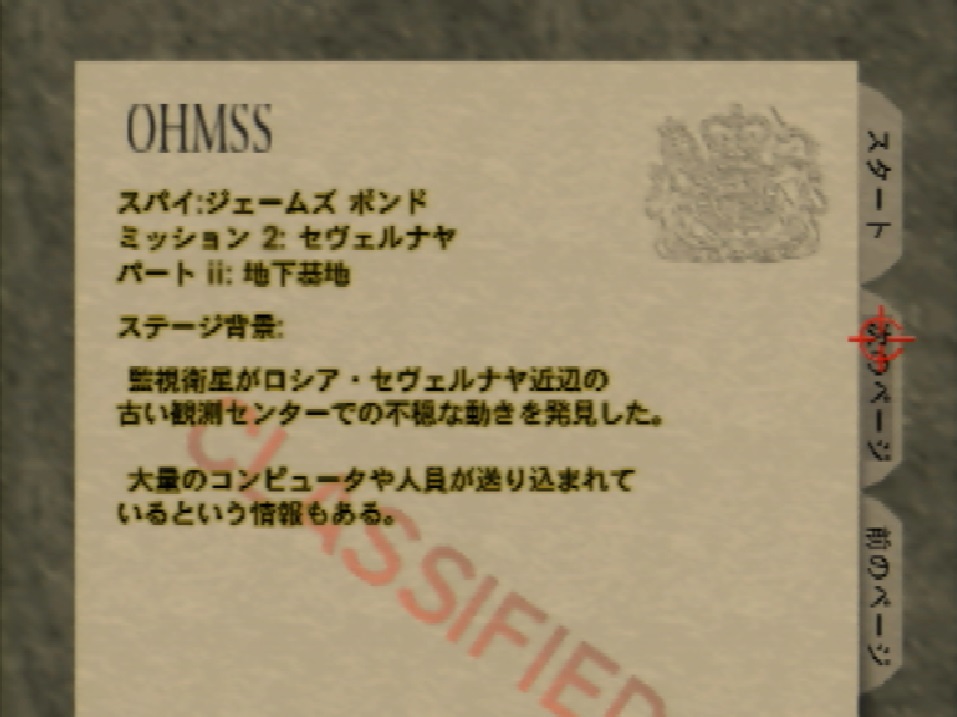 OHMSS
スパイ:ジェームズ ボンド
ミッション 2: セヴェルナヤ
パート ii: 地下基地
ステージ背景:
監視衛星がロシア・セヴェルナヤ近辺の
古い観測センターでの不穏な動きを発見した。
大量のコンピュータや人員が送り込まれて
いるという情報もある。
CLASSIFIED
スタート
次のページ
前のページ